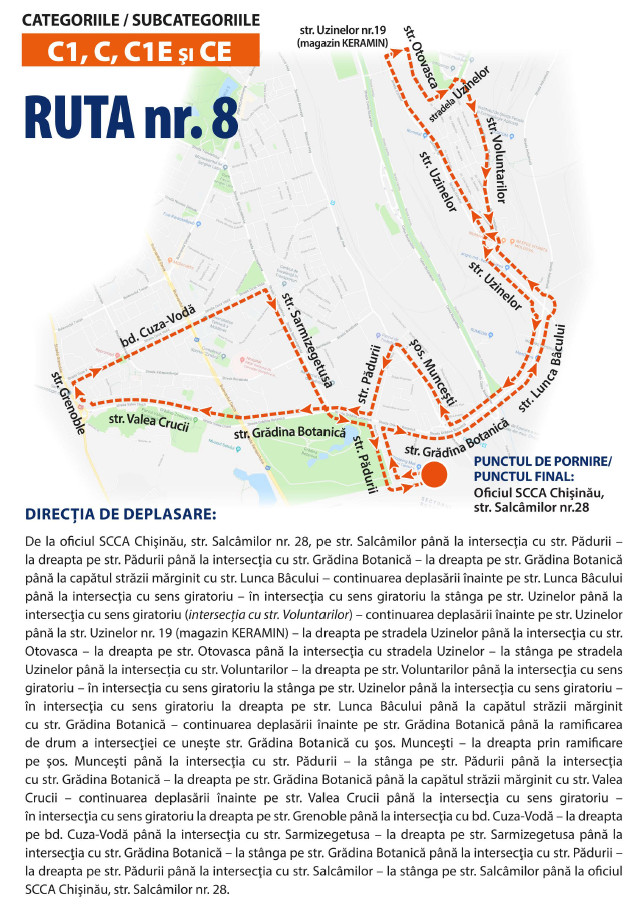 CATEGORIILE / SUBCATEGORIILE
C1, C, C1E ȘI CE
RUTA nr. 8
str. Uzinelor nr.19
(magazin KERAMIN)
str. Otovasca
stradela Uzinelor
str. Voluntarilor
str. Uzinelor
str. Uzinelor
bd. Cuza-Vodă
str. Sarmizegetusa
str. Pădurii
șos. Muncești
str. Lunca Bâcului
str. Grenoble
str. Valea Crucii
str. Grădina Botanică
str. Grădina Botanică
str. Pădurii
PUNCTUL DE PORNIRE/
PUNCTUL FINAL:
Oficiul SCCA Chișinău,
str. Salcâmilor nr.28
DIRECȚIA DE DEPLASARE:
De la oficiul SCCA Chișinău, str. Salcâmilor nr. 28, pe str. Salcâmilor până la intersecția cu str. Pădurii –
la dreapta pe str. Pădurii până la intersecția cu str. Grădina Botanică – la dreapta pe str. Grădina Botanică
până la capătul străzii mărginit cu str. Lunca Bâcului – continuarea deplasării înainte pe str. Lunca Bâcului
până la intersecția cu sens giratoriu – în intersecția cu sens giratoriu la stânga pe str. Uzinelor până la
intersecția cu sens giratoriu (intersecția cu str. Voluntarilor) – continuarea deplasării înainte pe str. Uzinelor
până la str. Uzinelor nr. 19 (magazin KERAMIN) – la dreapta pe stradela Uzinelor până la intersecția cu str.
Otovasca – la dreapta pe str. Otovasca până la intersecția cu stradela Uzinelor – la stânga pe stradela
Uzinelor până la intersecția cu str. Voluntarilor – la dreapta pe str. Voluntarilor până la intersecția cu sens
giratoriu – în intersecția cu sens giratoriu la stânga pe str. Uzinelor până la intersecția cu sens giratoriu –
în intersecția cu sens giratoriu la dreapta pe str. Lunca Bâcului până la capătul străzii mărginit
cu str. Grădina Botanică – continuarea deplasării înainte pe str. Grădina Botanică până la ramificarea
de drum a intersecției ce unește str. Grădina Botanică cu șos. Muncești – la dreapta prin ramificare
pe șos. Muncești până la intersecția cu str. Pădurii – la stânga pe str. Pădurii până la intersecția
cu str. Grădina Botanică – la dreapta pe str. Grădina Botanică până la capătul străzii mărginit cu str. Valea
Crucii – continuarea deplasării înainte pe str. Valea Crucii până la intersecția cu sens giratoriu –
în intersecția cu sens giratoriu la dreapta pe str. Grenoble până la intersecția cu bd. Cuza-Vodă – la dreapta
pe bd. Cuza-Vodă până la intersecția cu str. Sarmizegetusa – la dreapta pe str. Sarmizegetusa până la
intersecția cu str. Grădina Botanică – la stânga pe str. Grădina Botanică până la intersecția cu str. Pădurii –
la dreapta pe str. Pădurii până la intersecția cu str. Salcâmilor – la stânga pe str. Salcâmilor până la oficiul
SCCA Chișinău, str. Salcâmilor nr. 28.